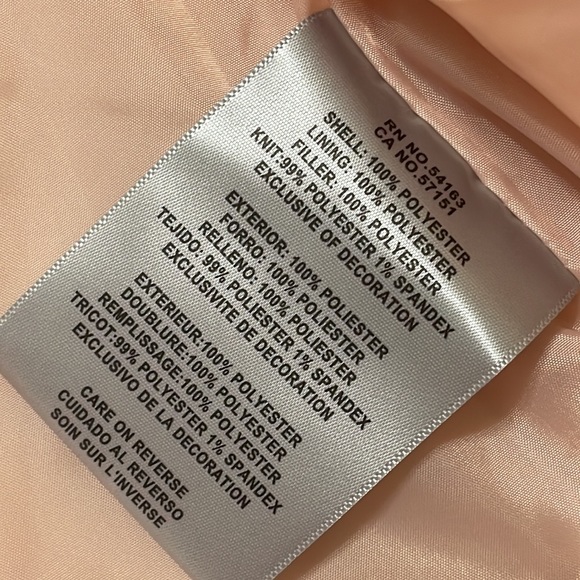 RN NO.54163
CA NO.57151
SHELL: 100% POLYESTER
LINING: 100% POLYESTER
FILLER: 100% POLYESTER
KNIT:99% POLYESTER 1% SPANDEX
EXCLUSIVE OF DECORATION
EXTERIOR: 100% POLIESTER
FORRO: 100% POLIESTER
RELLENO: 100% POLIESTER
TEJIDO: 99% POLIESTER 1% SPANDEX
EXCLUSIVITE DE DECORATION
EXTERIEUR:100% POLYESTER
DOUBLURE:100% POLYESTER
REMPLISSAGE:100% POLYESTER
TRICOT:99% POLYESTER 1% SPANDEX
EXCLUSIVO DE LA DECORATION
CARE ON REVERSE
CUIDADO AL REVERSO
SOIN SUR L'INVERSE